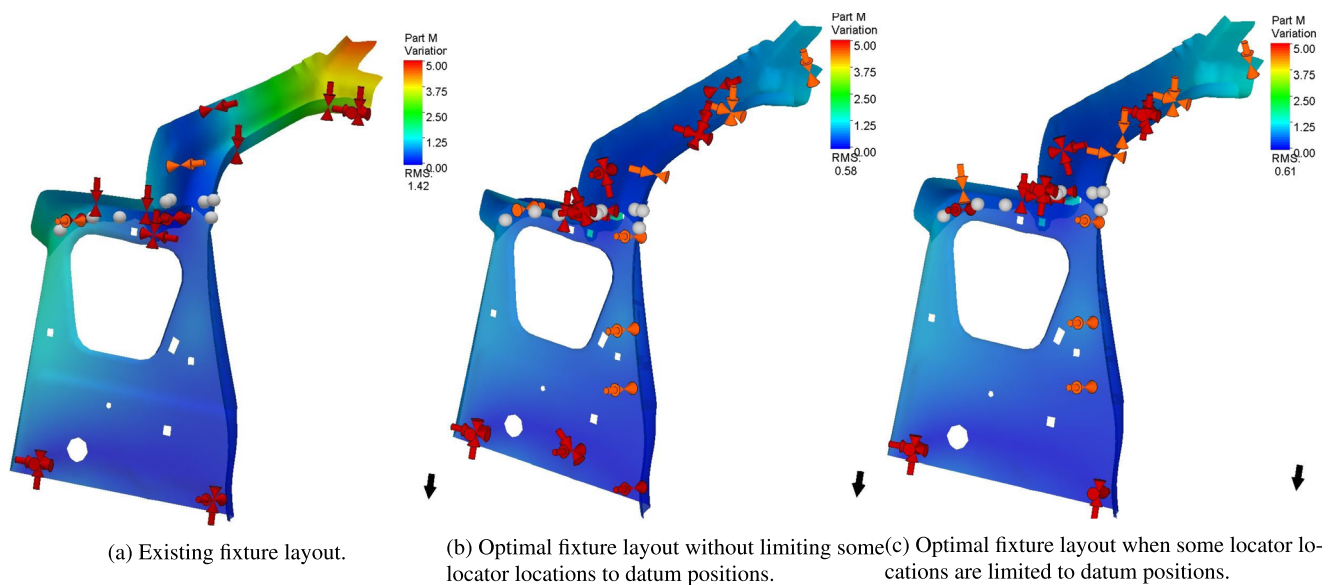 Part M
Variation
5.00
3.75
2.50
1.25
0.00
RMS:
1.42
Part M
Variation
5.00
3.75
2.50
1.25
0.00
RMS:
0.58
Part M
Variation
5.00
3.75
2.50
1.25
0.00
RMS:
0.61
(a) Existing fixture layout.
(b) Optimal fixture layout without limiting some
locator locations to datum positions.
(c) Optimal fixture layout when some locator lo-
cations are limited to datum positions.